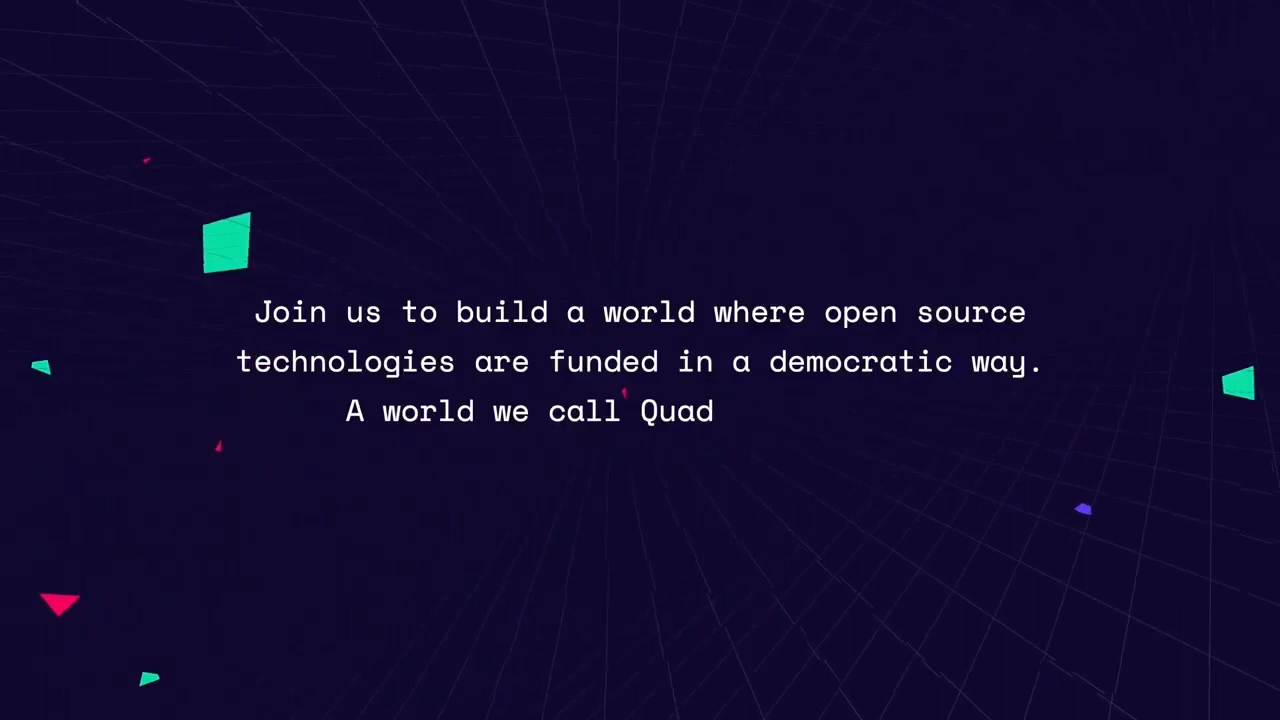 Join us to build a world where open source
technologies are funded in a democratic way.
A world we call Quad